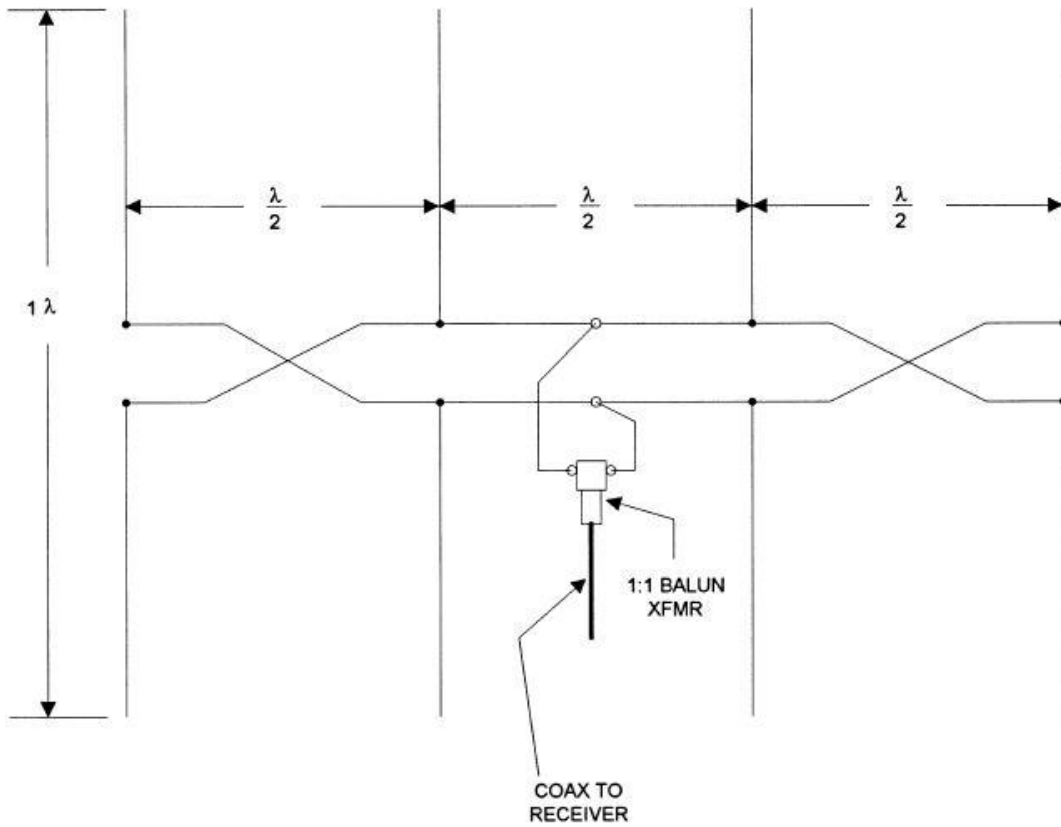 λ
2
λ
2
λ
2
1 λ
1:1 BALUN
XFMR
COAX TO
RECEIVER